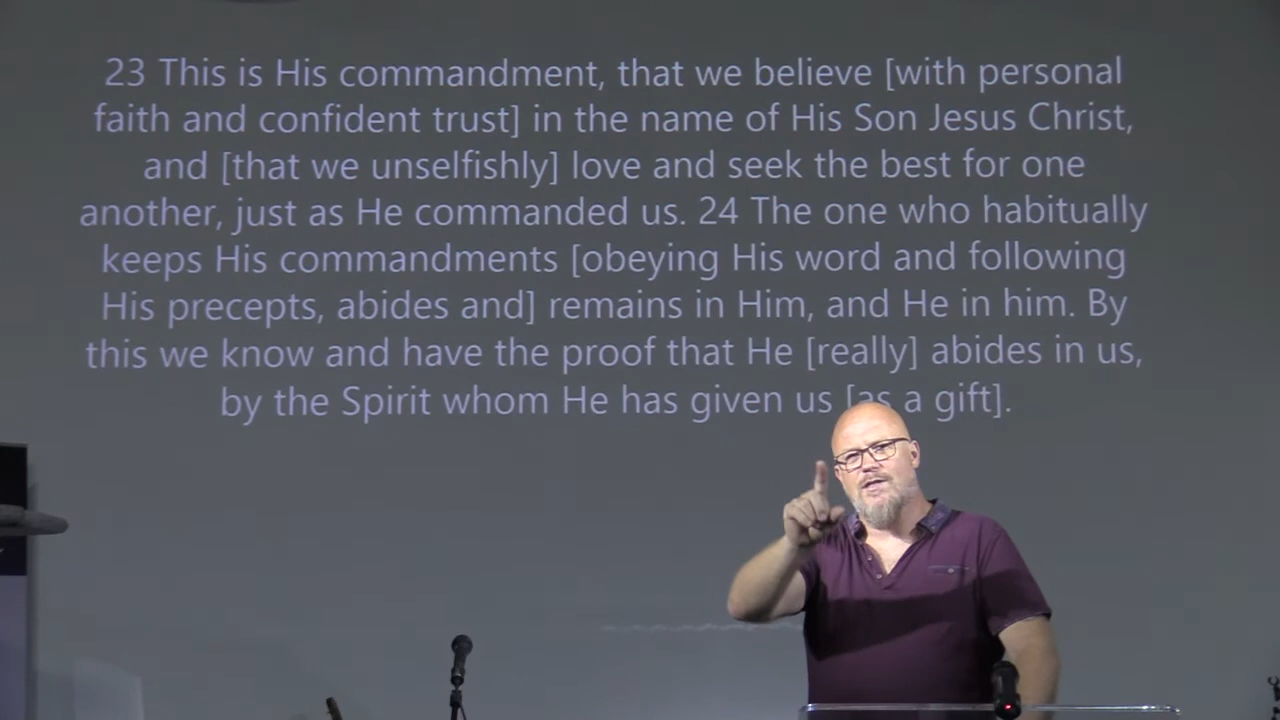 23 This is His commandment, that we believe [with personal
faith and confident trust] in the name of His Son Jesus Christ,
and [that we unselfishly] love and seek the best for one
another, just as He commanded us. 24 The one who habitually
keeps His commandments [obeying His word and following
His precepts, abides and] remains in Him, and He in him. By
this we know and have the proof that He [really] abides in us,
by the Spirit whom He has given us [as a gift].